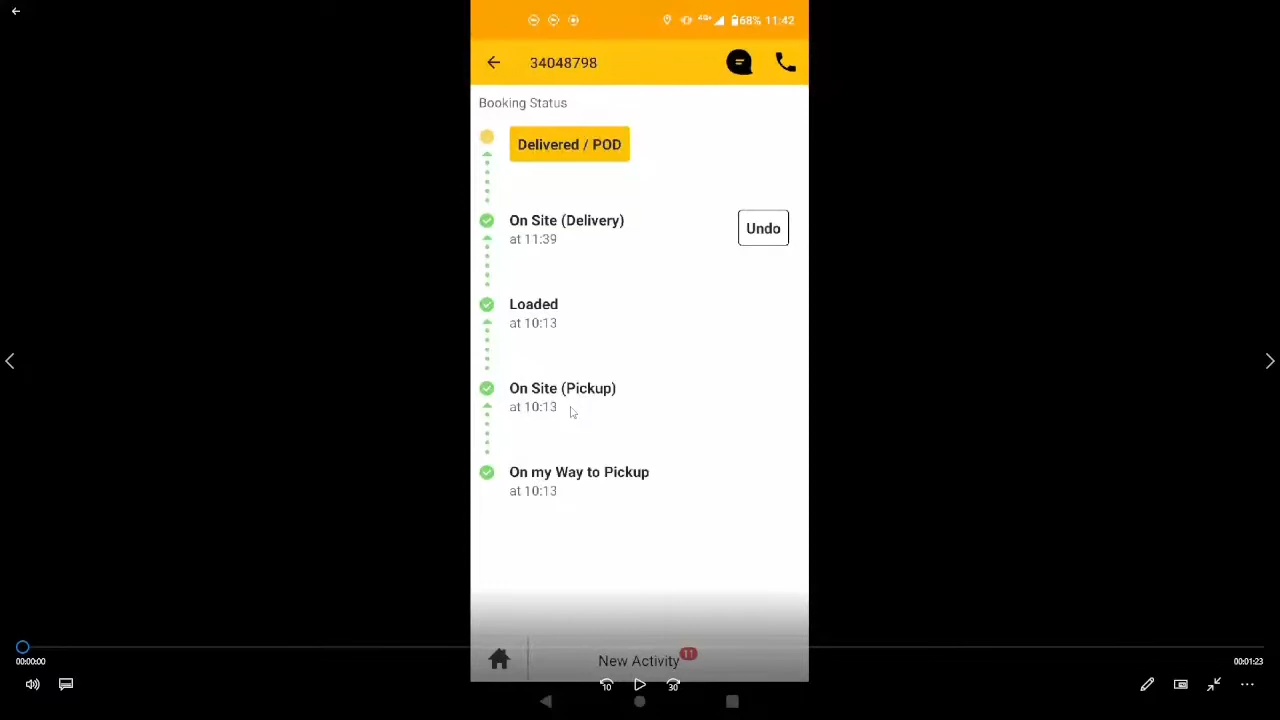 68% 11:42
34048798
Booking Status
Delivered / POD
On Site (Delivery)
at 11:39
Undo
Loaded
at 10:13
On Site (Pickup)
at 10:13
On my Way to Pickup
at 10:13
New Activity 11
00:00:00
00:01:23
10
30